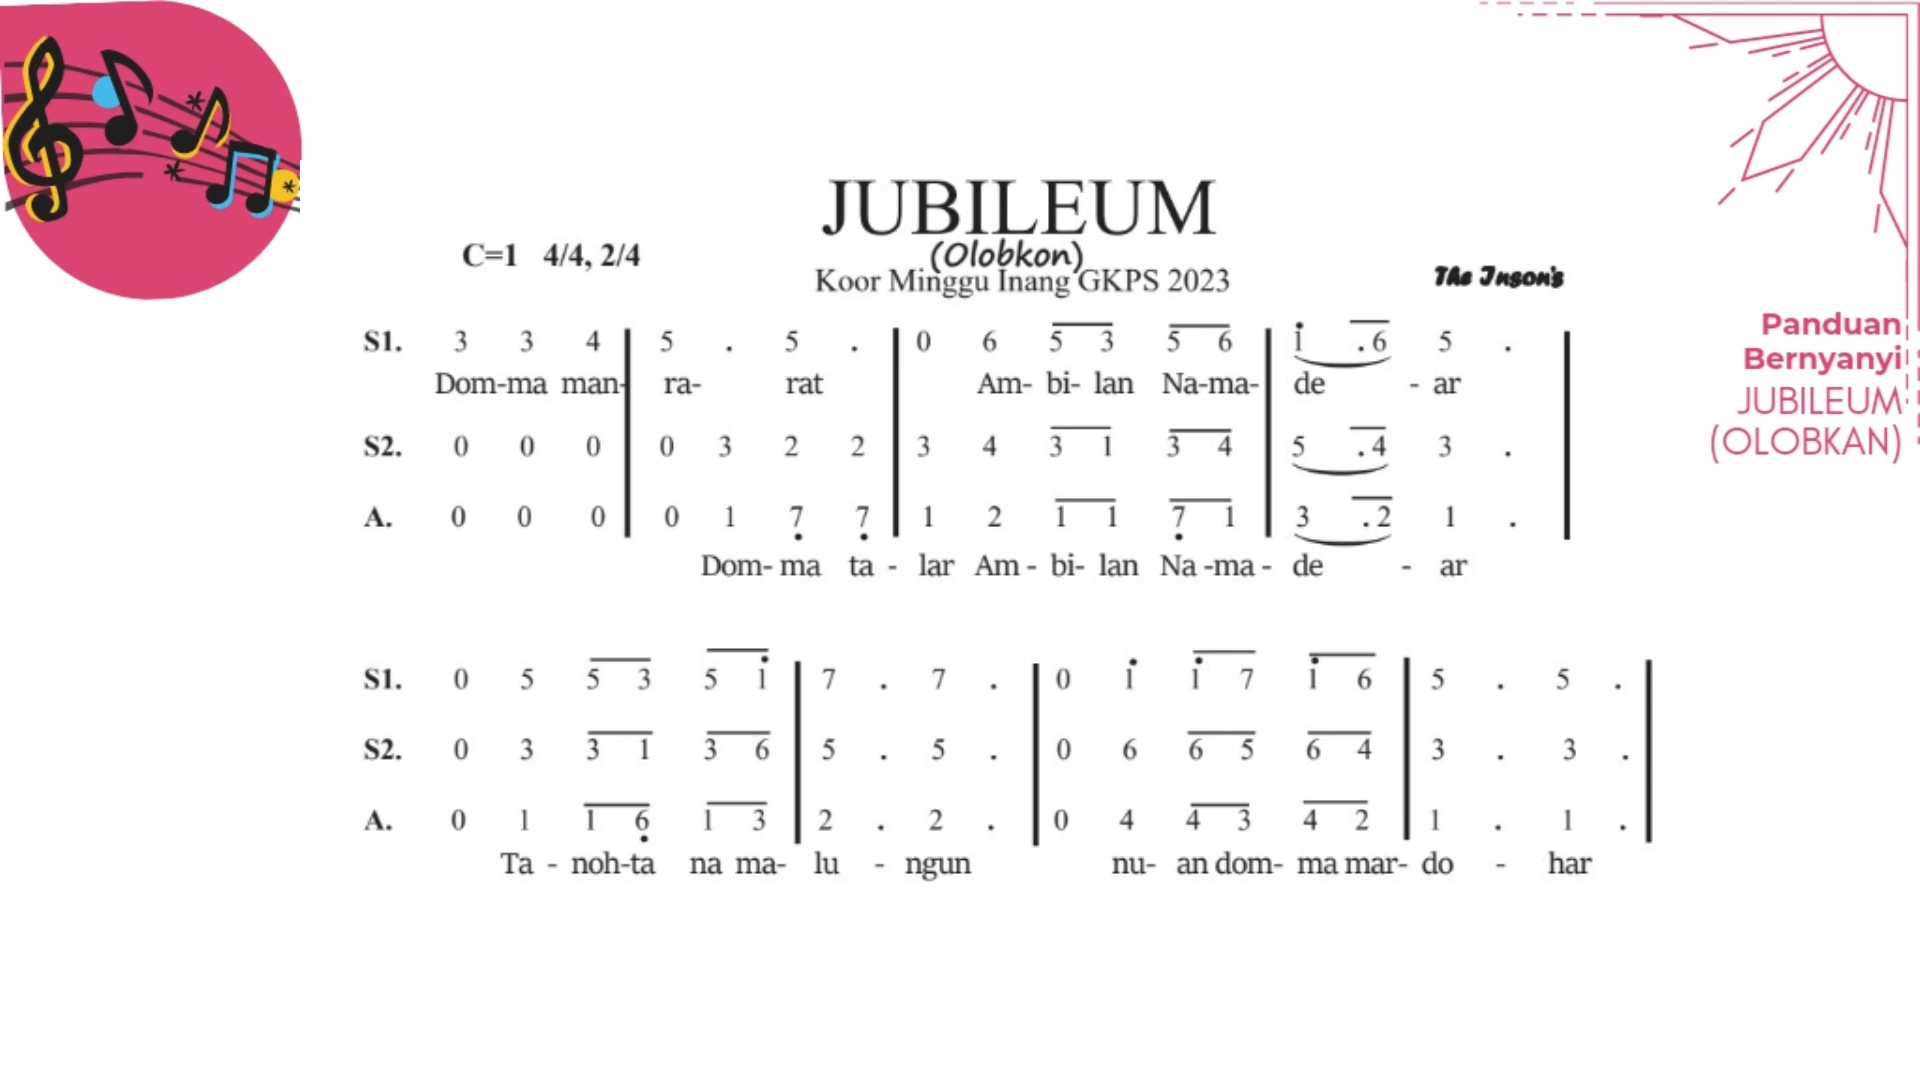 JUBILEUM
C=1 4/4, 2/4
(Olobkon)
Koor Minggu Inang GKPS 2023
The Inson's
Panduan
Bernyanyi
JUBILEUM
(OLOBKAN)
S1. 3 3 4 | 5 . 5 . | 0 6 5 3 5 6 | i .6 5 . |
Dom-ma man- ra- rat Am- bi- lan Na-ma- de - ar
S2. 0 0 0 | 0 3 2 2 | 3 4 3 1 3 4 | 5 .4 3 . |
A. 0 0 0 | 0 1 7̣ 7̣ | 1 2 1 1 7̣ 1 | 3 .2 1 . |
Dom- ma ta - lar Am - bi- lan Na -ma - de - ar
S1. 0 5 5 3 5 i | 7 . 7 . | 0 i i 7 i 6 | 5 . 5 . |
S2. 0 3 3 1 3 6 | 5 . 5 . | 0 6 6 5 6 4 | 3 . 3 . |
A. 0 1 1 6̣ 1 3 | 2 . 2 . | 0 4 4 3 4 2 | 1 . 1 . |
Ta - noh-ta na ma- lu - ngun nu- an dom- ma mar- do - har